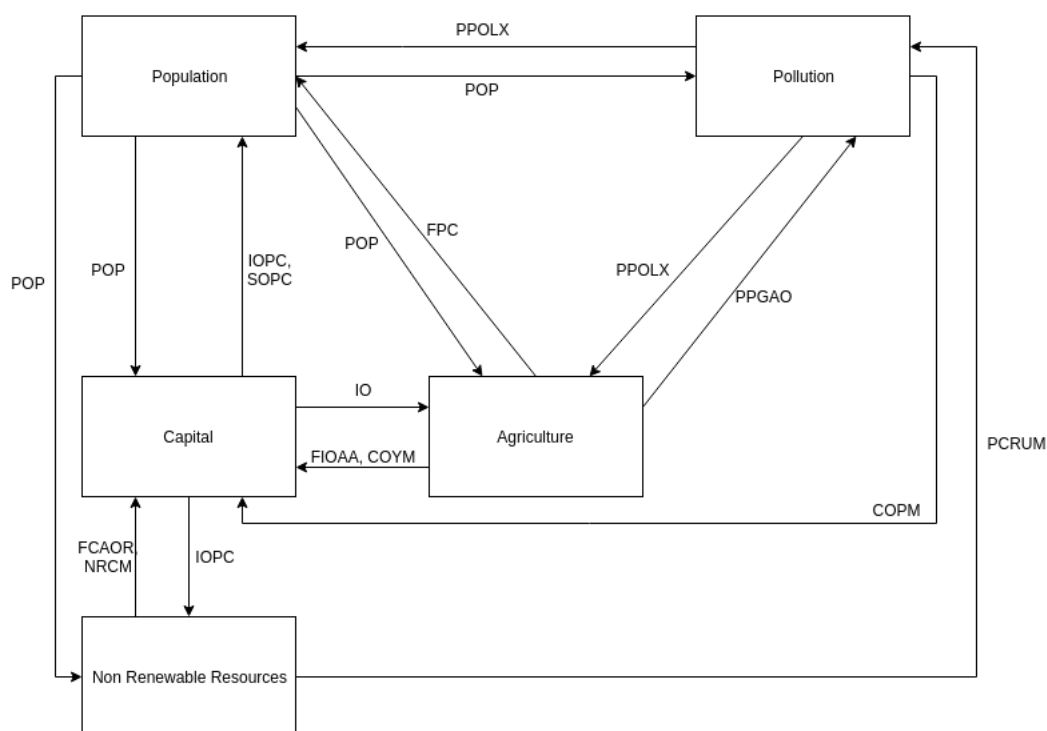 PPOLX
Population
Pollution
POP
FPC
POP
IOPC,
SOPC
POP
POP
PPOLX
PPGAO
IO
Capital
Agriculture
PCRUM
FIOAA, COYM
COPM
FCAOR,
NRCM
IOPC
Non Renewable Resources